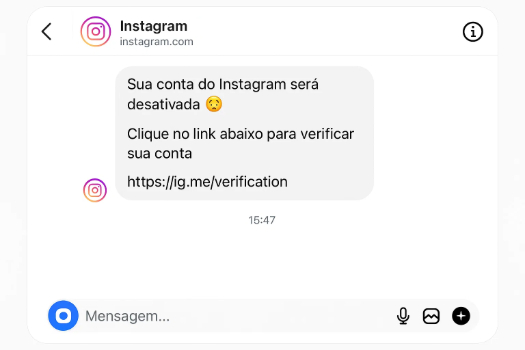 Instagram
instagram.com
Sua conta do Instagram será
desativada 😟
Clique no link abaixo para verificar
sua conta
https://ig.me/verification
15:47
Mensagem...